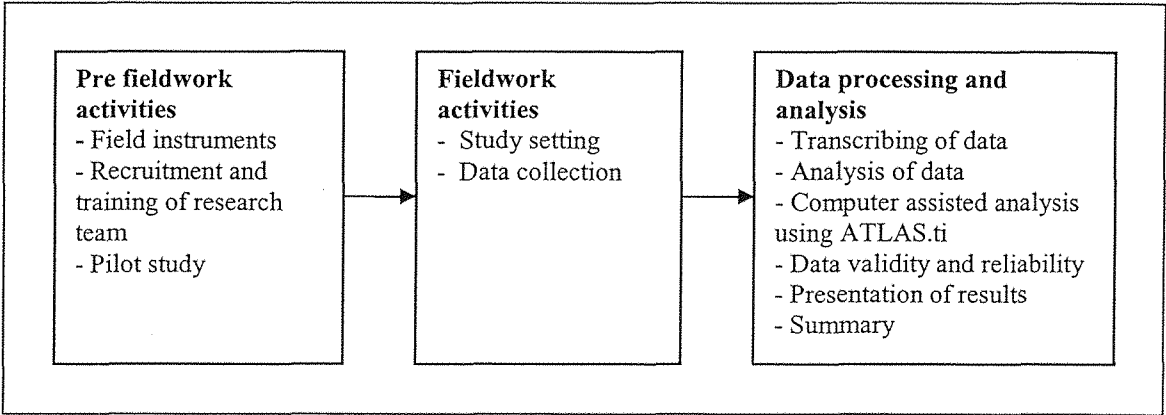 Pre fieldwork
activities
- Field instruments
- Recruitment and
training of research
team
- Pilot study
Fieldwork
activities
- Study setting
- Data collection
Data processing and
analysis
- Transcribing of data
- Analysis of data
- Computer assisted analysis
using ATLAS.ti
- Data validity and reliability
- Presentation of results
- Summary